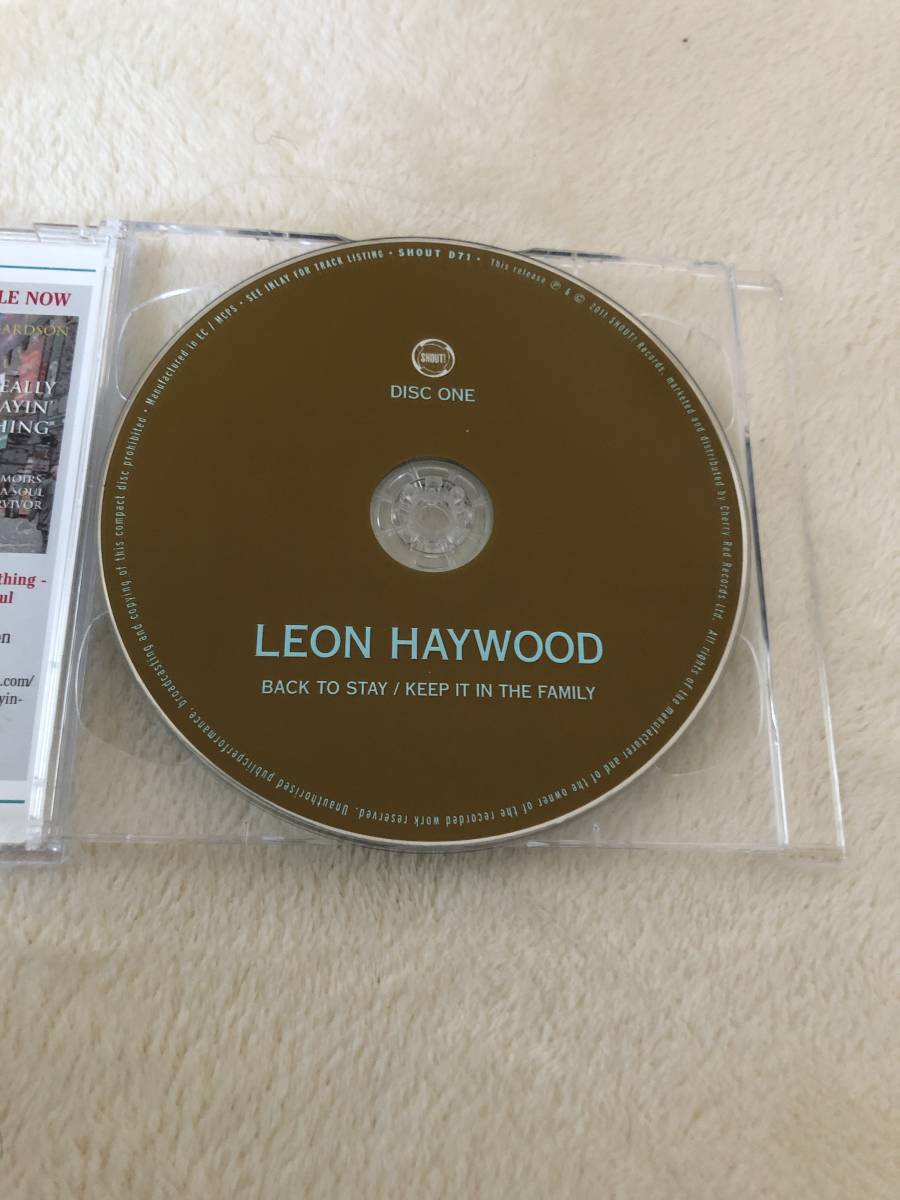 LE NOW
ARDSON
EALLY
AYIN'
HING
MOIRS
A SOUL
RVIVOR
thing -
ul
on
.com/
ayin-
SHOUT!
DISC ONE
LEON HAYWOOD
BACK TO STAY / KEEP IT IN THE FAMILY
• Manufactured in EC / MCPS • SEE INLAY FOR TRACK LISTING • SHOUT D71 • This release ℗ & © 2011 SHOUT! Records, marketed and distributed by Cherry Red Records Ltd. All rights of the manufacturer and of the owner of the recorded work reserved. Unauthorised publicperformance, broadcasting and copying of this compact disc prohibited